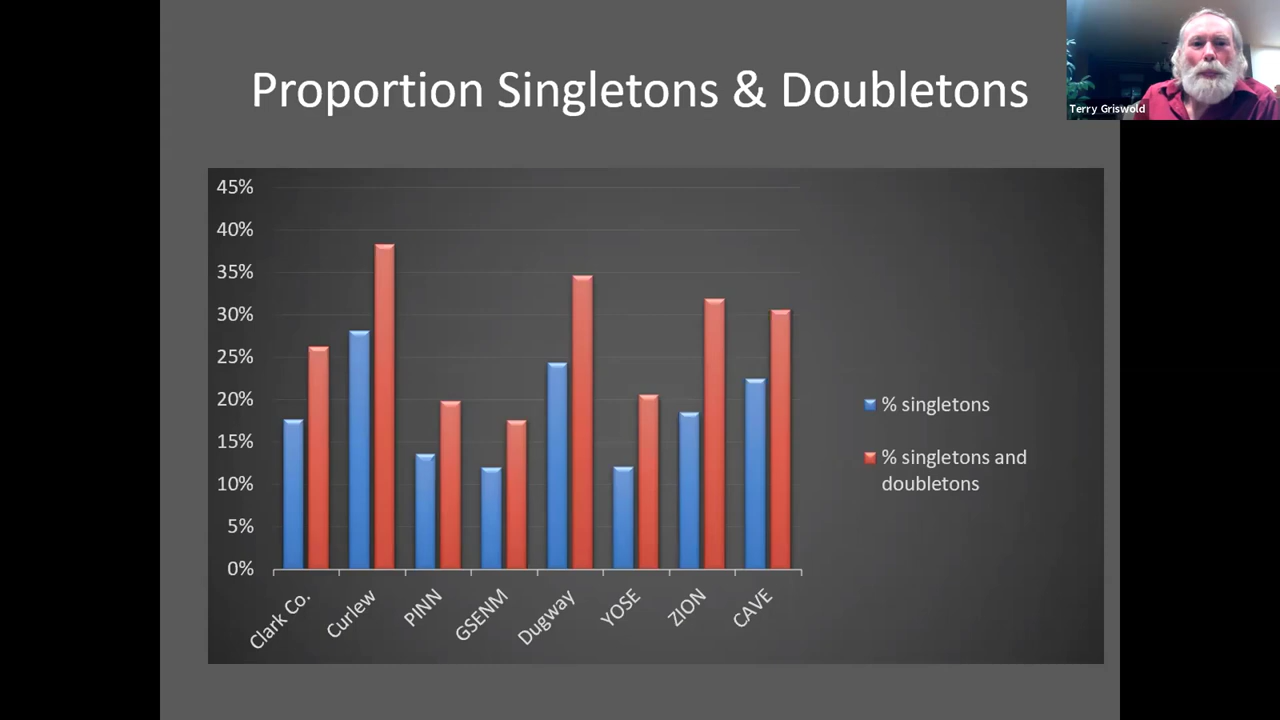 Proportion Singletons & Doubletons
Terry Griswold
45%
40%
35%
30%
25%
20%
15%
10%
5%
0%
Clark Co.
Curlew
PINN
GSENM
Dugway
YOSE
ZION
CAVE
% singletons
% singletons and
doubletons